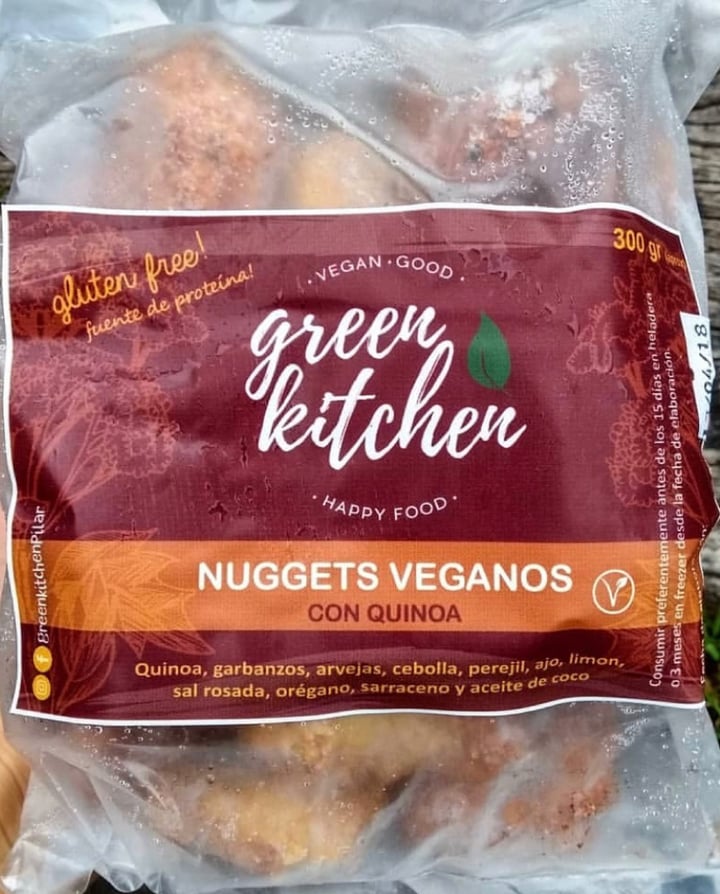 gluten free!
fuente de proteína!
300 gr
· VEGAN · GOOD ·
green
kitchen
· HAPPY FOOD ·
NUGGETS VEGANOS
CON QUINOA
V
Quinoa, garbanzos, arvejas, cebolla, perejil, ajo, limon,
sal rosada, orégano, sarraceno y aceite de coco
greenkitchenPilar
Consumir preferentemente antes de los 15 días en heladera
o 3 meses en freezer desde la fecha de elaboración.
/04/18